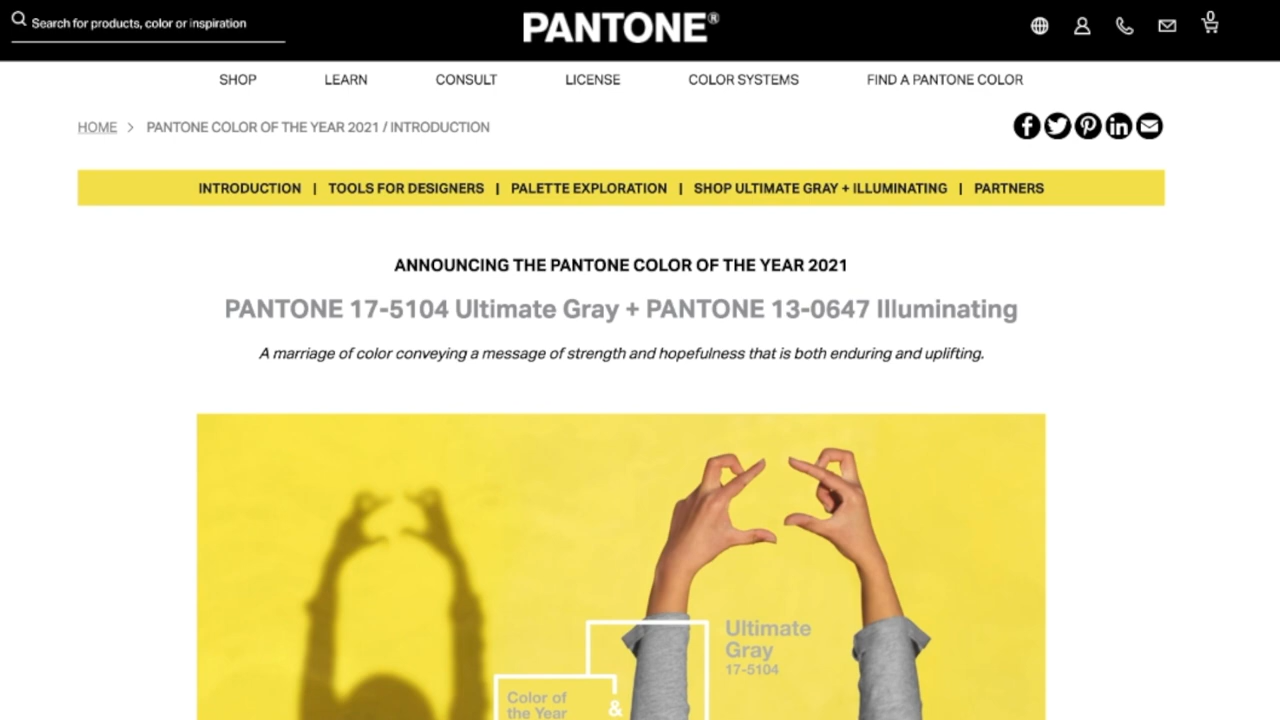 Search for products, color or inspiration
PANTONE®
0
SHOP LEARN CONSULT LICENSE COLOR SYSTEMS FIND A PANTONE COLOR
HOME > PANTONE COLOR OF THE YEAR 2021 / INTRODUCTION
INTRODUCTION | TOOLS FOR DESIGNERS | PALETTE EXPLORATION | SHOP ULTIMATE GRAY + ILLUMINATING | PARTNERS
ANNOUNCING THE PANTONE COLOR OF THE YEAR 2021
PANTONE 17-5104 Ultimate Gray + PANTONE 13-0647 Illuminating
A marriage of color conveying a message of strength and hopefulness that is both enduring and uplifting.
Ultimate
Gray
17-5104
Color of
the Year
&